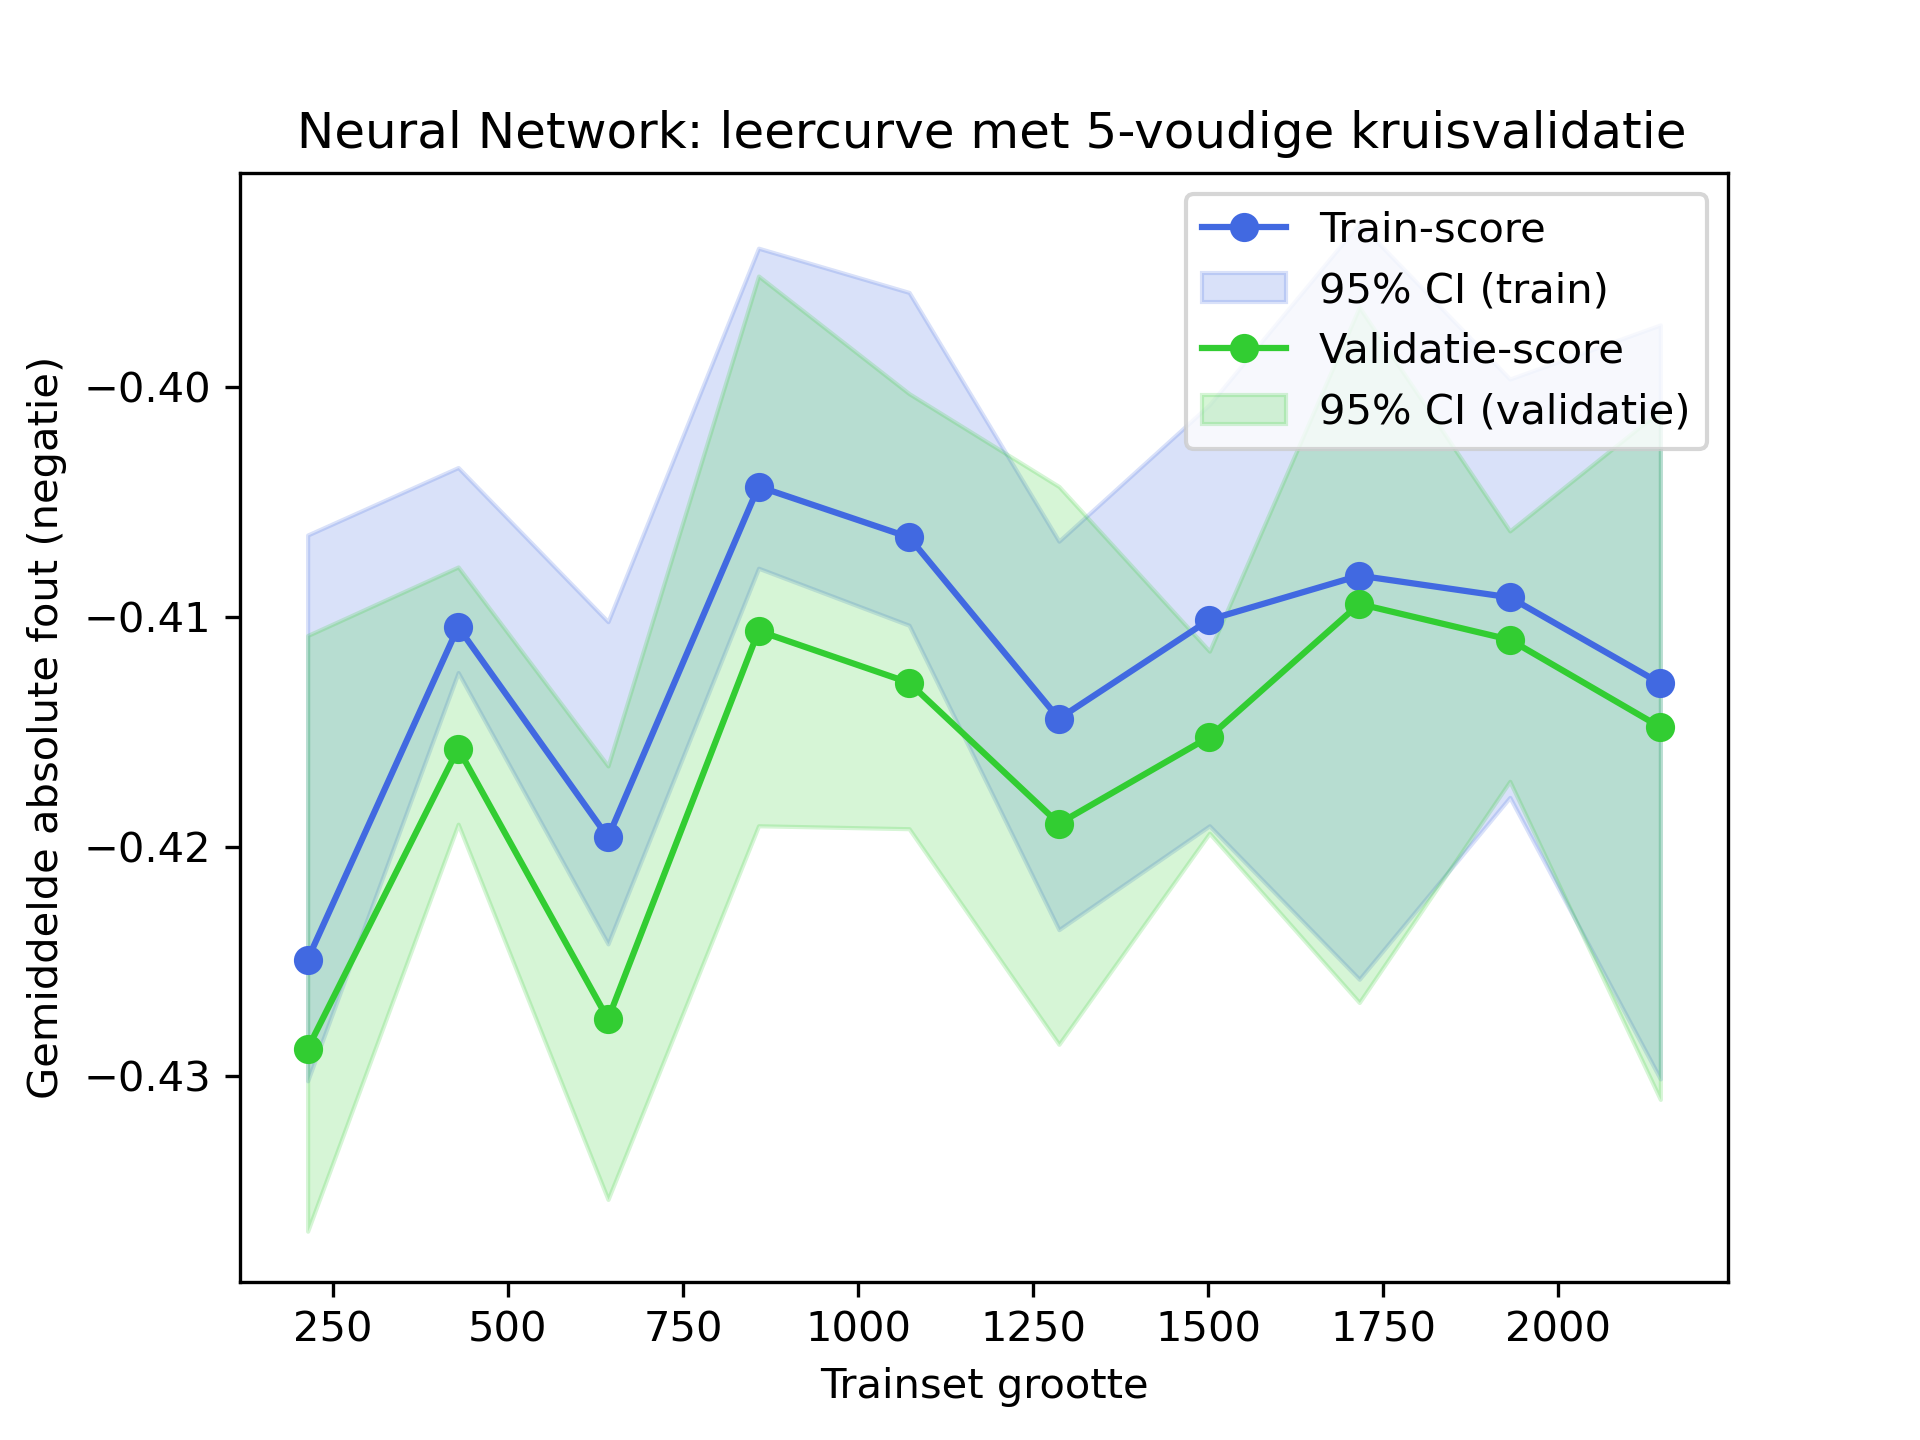 Neural Network: leercurve met 5-voudige kruisvalidatie
Train-score
95% CI (train)
Validatie-score
95% CI (validatie)
Gemiddelde absolute fout (negatie)
−0.40
−0.41
−0.42
−0.43
250 500 750 1000 1250 1500 1750 2000
Trainset grootte